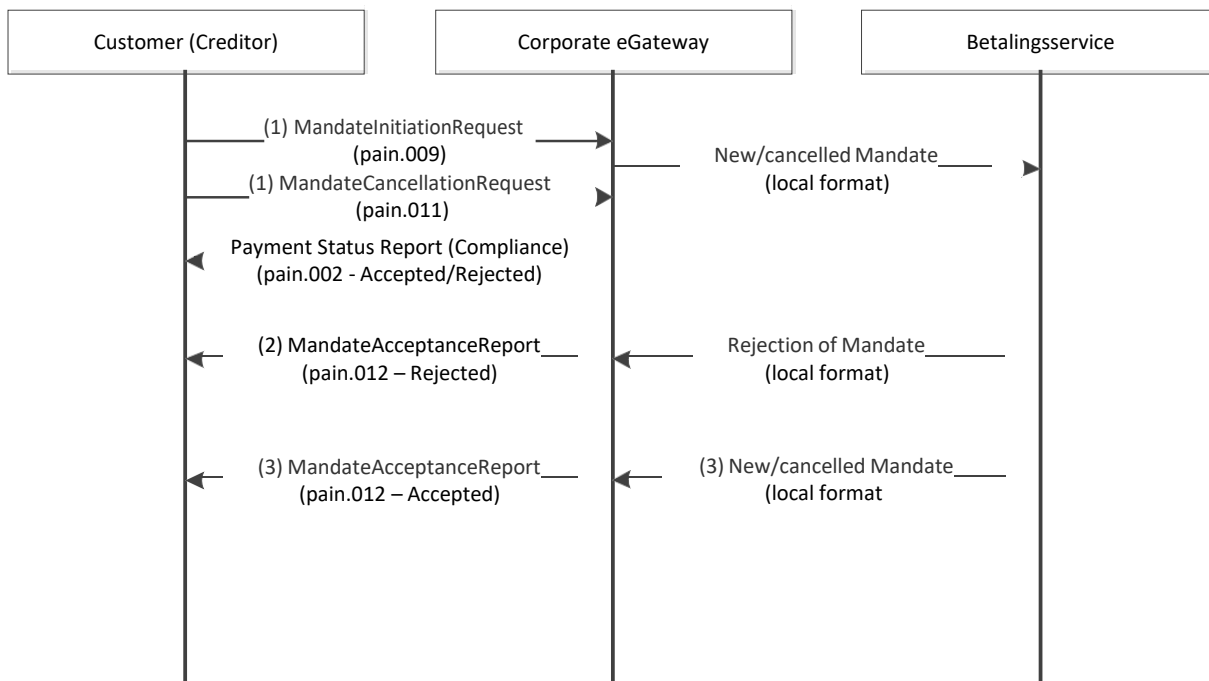 Customer (Creditor)
Corporate eGateway
Betalingsservice
(1) MandateInitiationRequest
(pain.009)
New/cancelled Mandate
(local format)
(1) MandateCancellationRequest
(pain.011)
Payment Status Report (Compliance)
(pain.002 - Accepted/Rejected)
(2) MandateAcceptanceReport
(pain.012 – Rejected)
Rejection of Mandate
(local format)
(3) MandateAcceptanceReport
(pain.012 – Accepted)
(3) New/cancelled Mandate
(local format